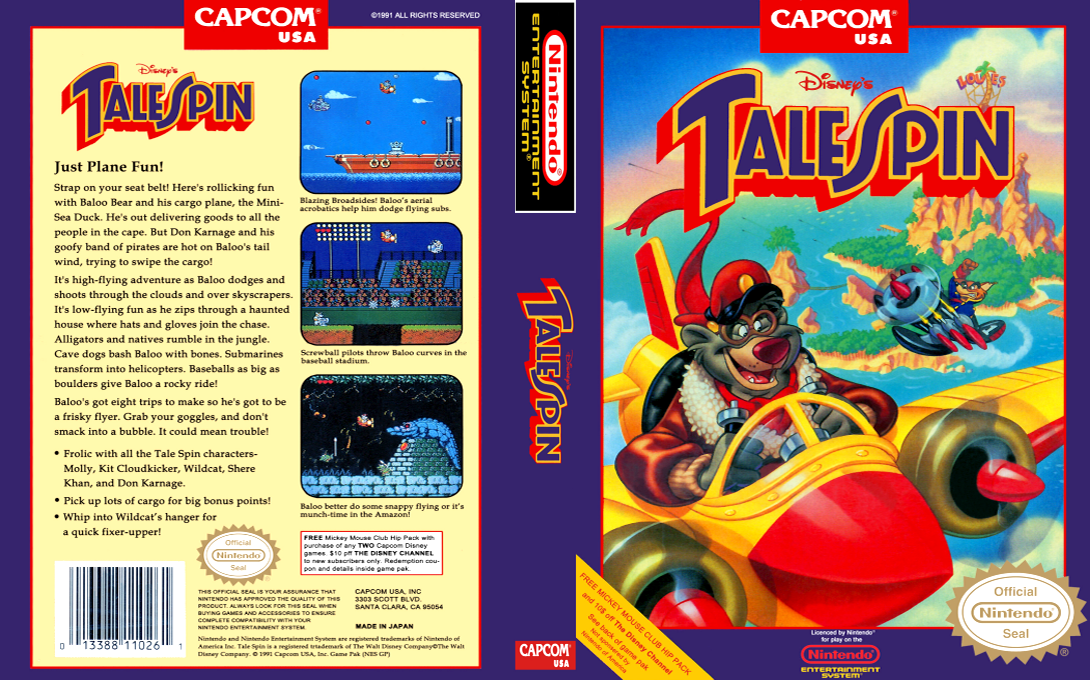 CAPCOM®
USA
©1991 ALL RIGHTS RESERVED
Disney's
TALESPIN
Just Plane Fun!
Strap on your seat belt! Here's rollicking fun
with Baloo Bear and his cargo plane, the Mini-
Sea Duck. He's out delivering goods to all the
people in the cape. But Don Karnage and his
goofy band of pirates are hot on Baloo's tail
wind, trying to swipe the cargo!
It's high-flying adventure as Baloo dodges and
shoots through the clouds and over skyscrapers.
It's low-flying fun as he zips through a haunted
house where hats and gloves join the chase.
Alligators and natives rumble in the jungle.
Cave dogs bash Baloo with bones. Submarines
transform into helicopters. Baseballs as big as
boulders give Baloo a rocky ride!
Baloo's got eight trips to make so he's got to be
a frisky flyer. Grab your goggles, and don't
smack into a bubble. It could mean trouble!
• Frolic with all the Tale Spin characters-
Molly, Kit Cloudkicker, Wildcat, Shere
Khan, and Don Karnage.
• Pick up lots of cargo for big bonus points!
• Whip into Wildcat's hanger for
a quick fixer-upper!
Blazing Broadsides! Baloo's aerial
acrobatics help him dodge flying subs.
Screwball pilots throw Baloo curves in the
baseball stadium.
Baloo better do some snappy flying or it's
munch-time in the Amazon!
FREE Mickey Mouse Club Hip Pack with
purchase of any TWO Capcom Disney
games. $10 off THE DISNEY CHANNEL
to new subscribers only. Redemption cou-
pon and details inside game pak.
Official
Nintendo®
Seal
0 13388 11026 1
THIS OFFICIAL SEAL IS YOUR ASSURANCE THAT
NINTENDO HAS APPROVED THE QUALITY OF THIS
PRODUCT. ALWAYS LOOK FOR THIS SEAL WHEN
BUYING GAMES AND ACCESSORIES TO ENSURE
COMPLETE COMPATIBILITY WITH YOUR
NINTENDO ENTERTAINMENT SYSTEM.
CAPCOM USA, INC
3303 SCOTT BLVD.
SANTA CLARA, CA 95054
MADE IN JAPAN
Nintendo and Nintendo Entertainment System are registered trademarks of Nintendo of
America Inc. Tale Spin is a registered trademark of The Walt Disney Company©The Walt
Disney Company. © 1991 Capcom USA, Inc. Game Pak (NES GP)
Nintendo®
ENTERTAINMENT
SYSTEM®
Disney's
TALESPIN
CAPCOM®
USA
CAPCOM®
USA
Disney's
TALESPIN
LOUIE'S
FREE MICKEY MOUSE CLUB HIP PACK
and 10$ off The Disney Channel
See back of game pak
Not sponsored by
Nintendo of America
Licenced by Nintendo™
for play on the
Nintendo®
ENTERTAINMENT
SYSTEM®
Official
Nintendo®
Seal